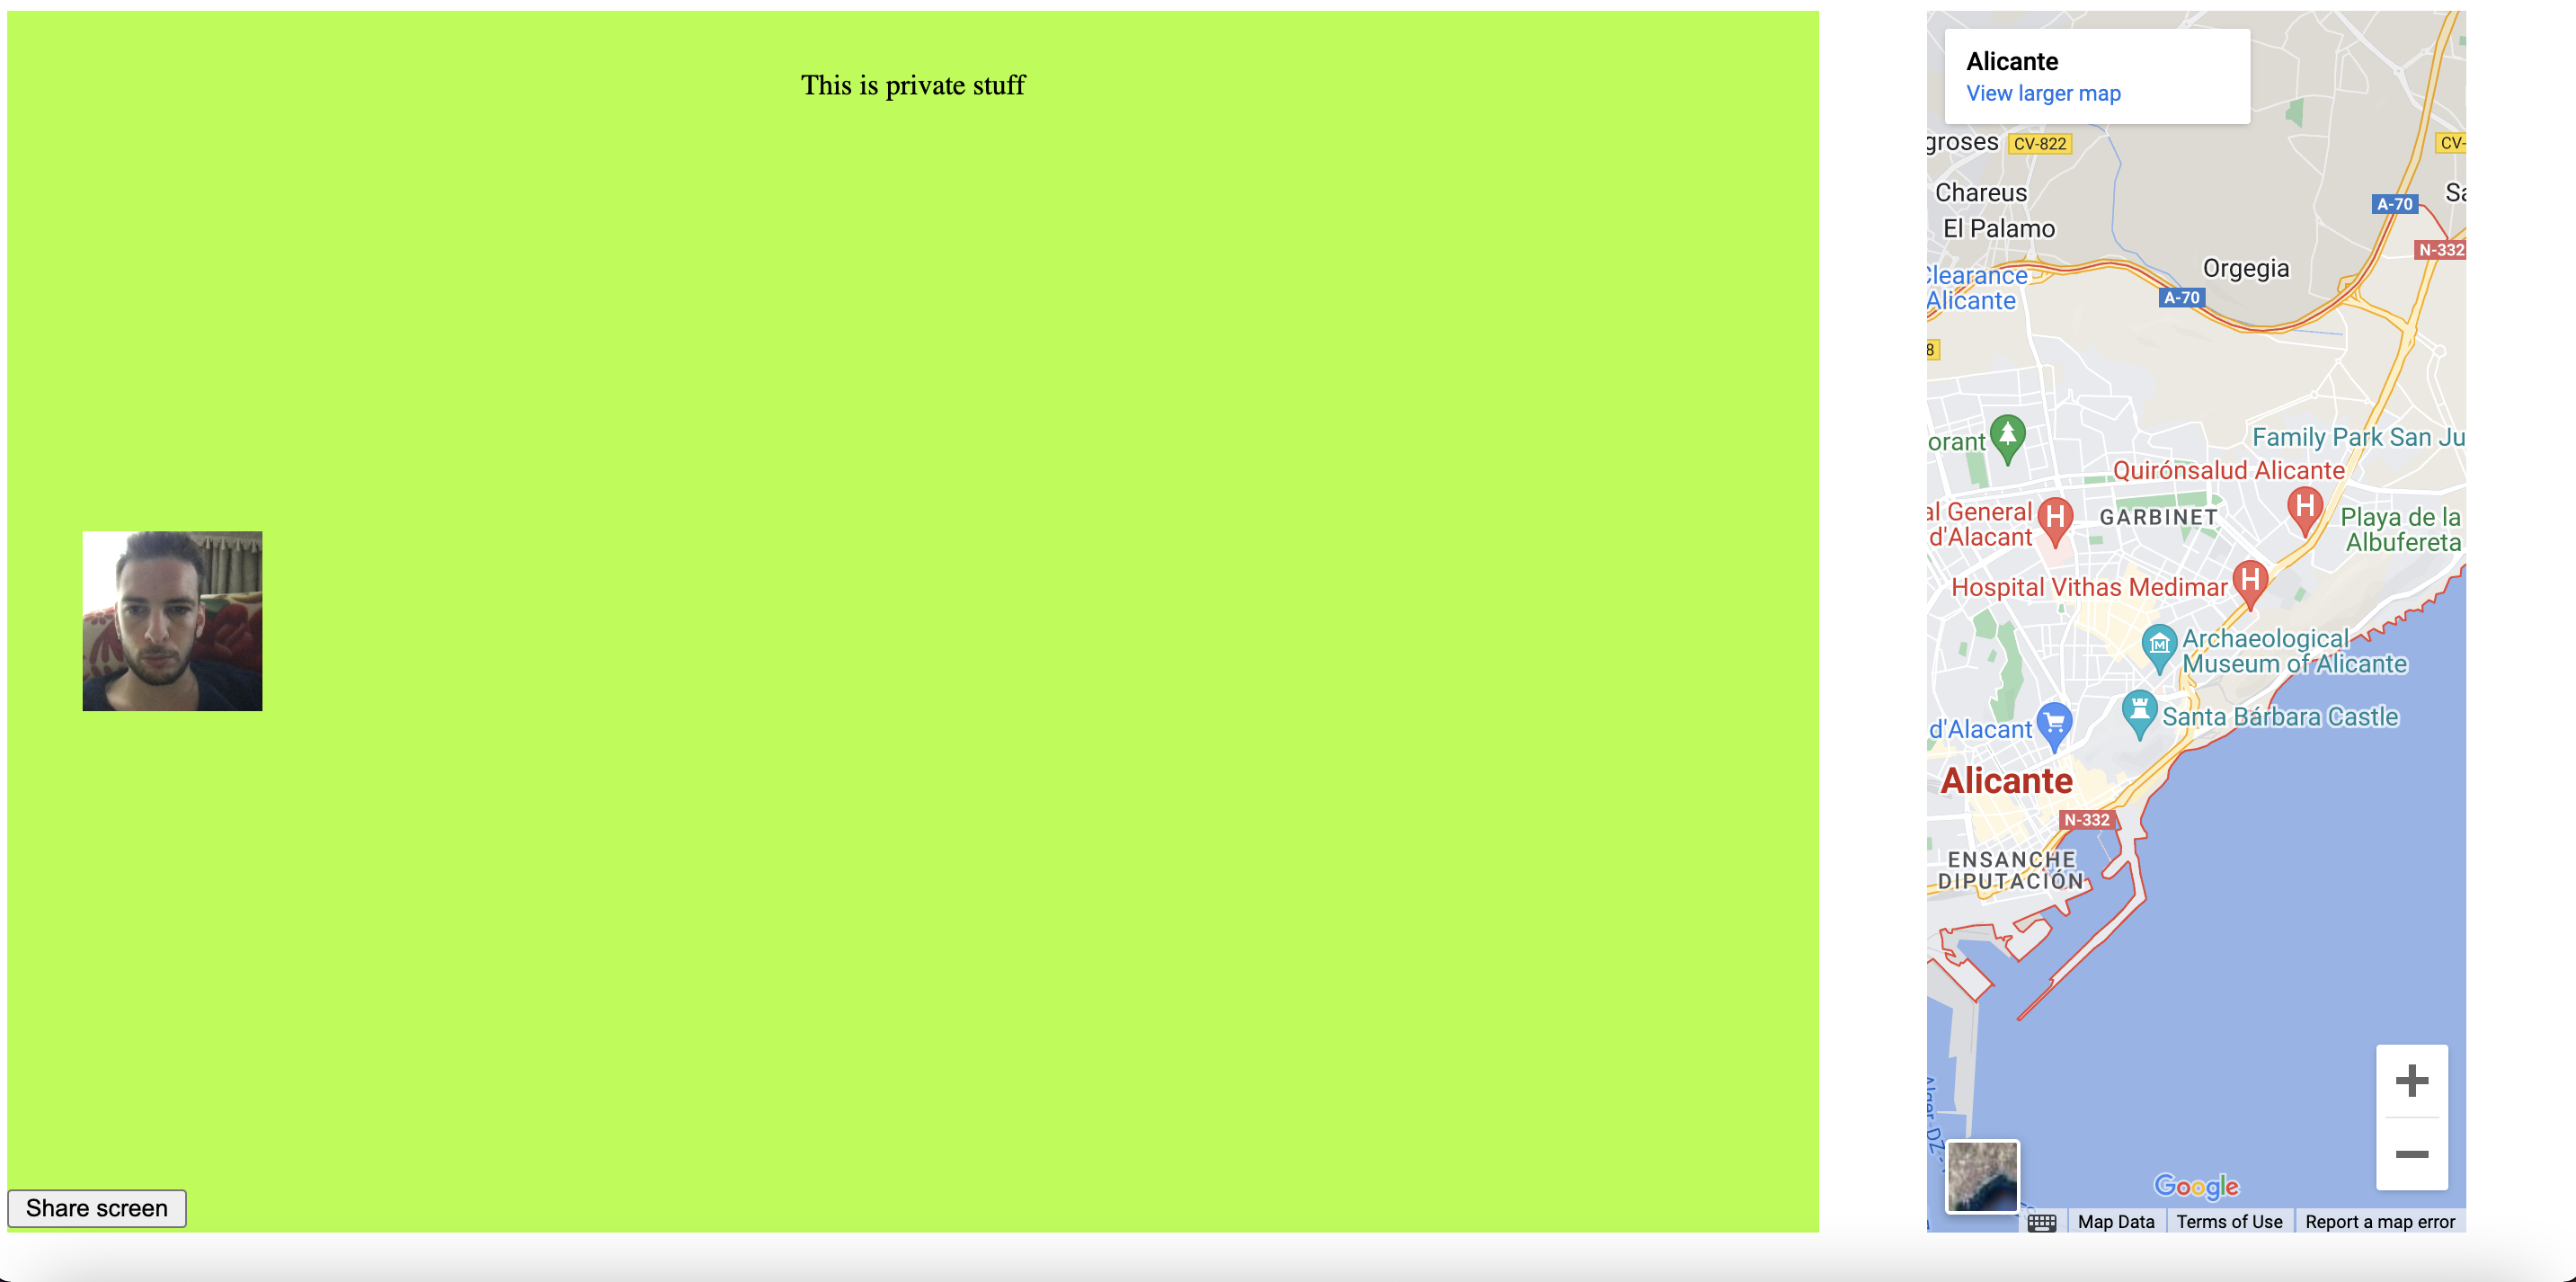 This is private stuff
Share screen
Alicante
View larger map
groses CV-822
CV-
Chareus
Sa
A-70
El Palamo
N-332
Orgegia
Clearance
Alicante
A-70
8
orant
Family Park San Ju
Quirónsalud Alicante
al General
d'Alacant
GARBINET
Playa de la
Albufereta
Hospital Vithas Medimar
Archaeological
Museum of Alicante
Santa Bárbara Castle
d'Alacant
Alicante
N-332
ENSANCHE
DIPUTACIÓN
Google
Map Data
Terms of Use
Report a map error